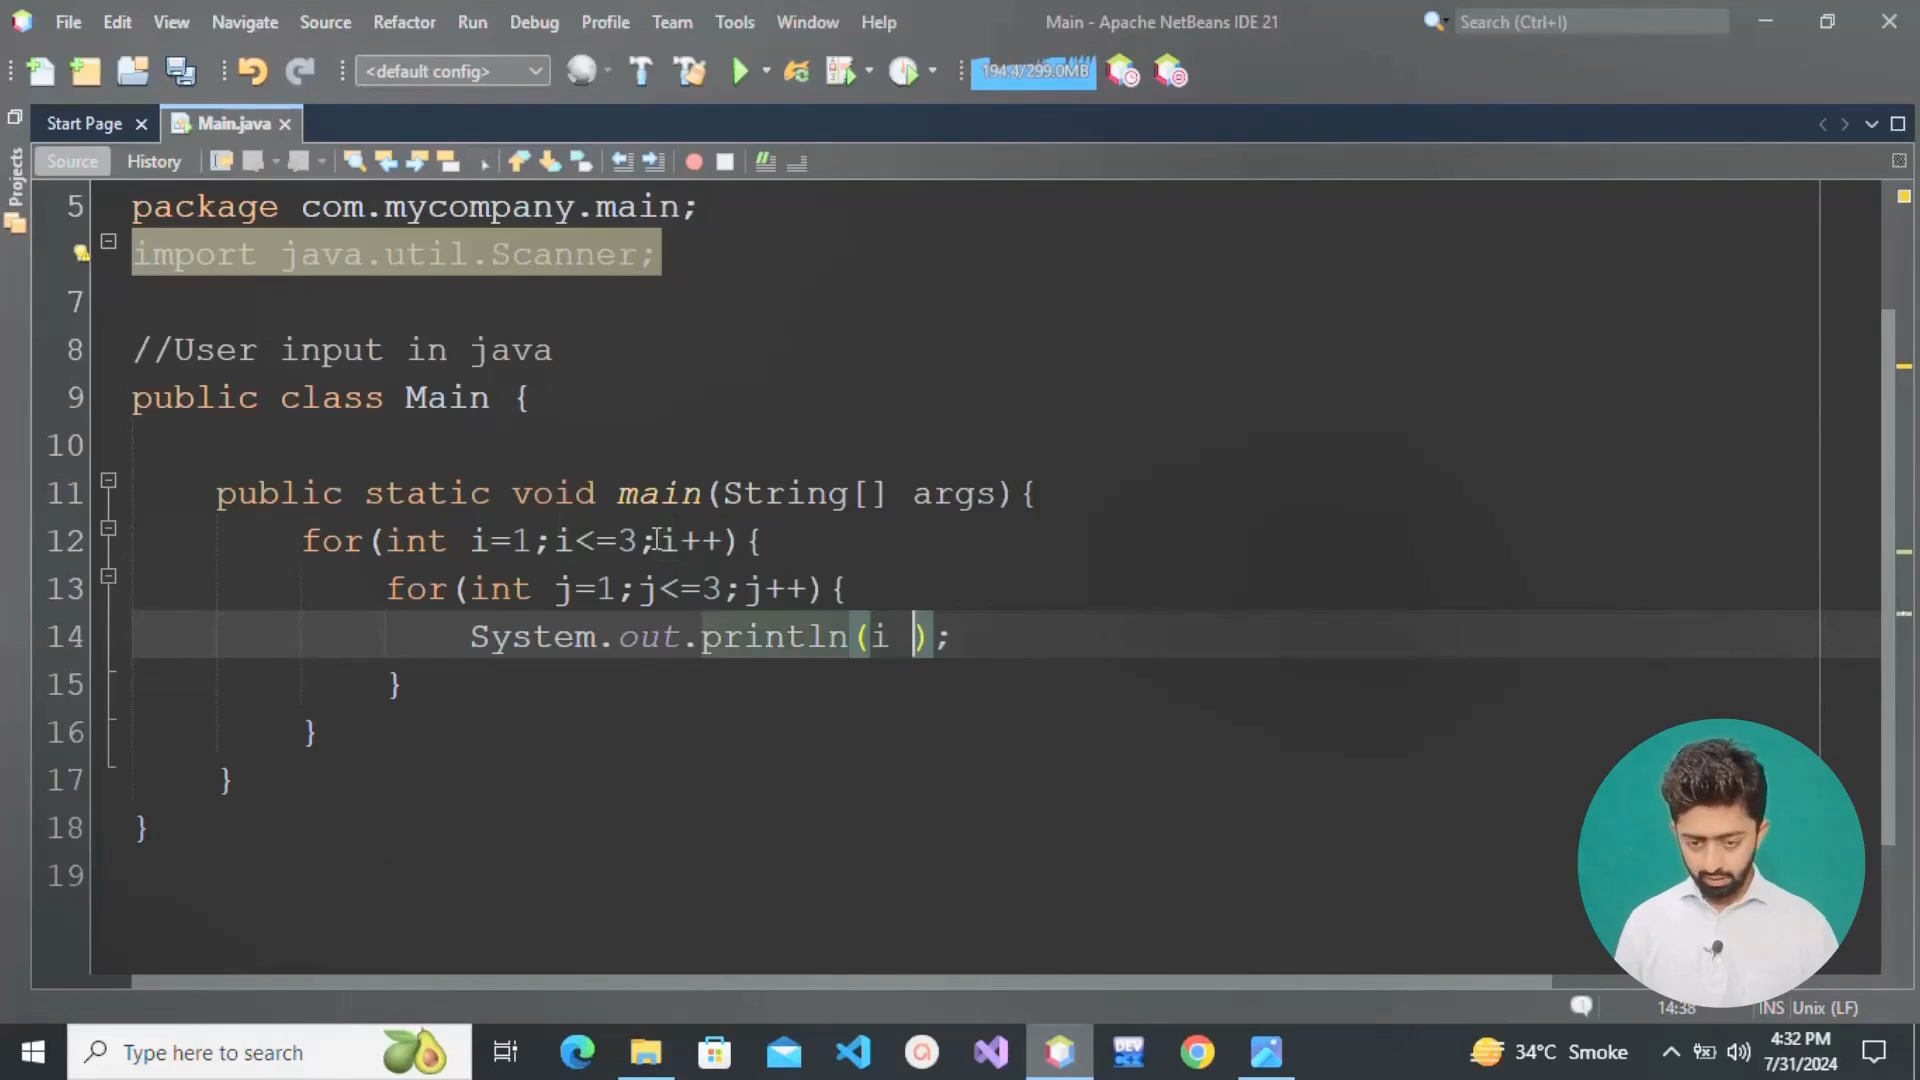 File Edit View Navigate Source Refactor Run Debug Profile Team Tools Window Help
Main - Apache NetBeans IDE 21
Search (Ctrl+I)
<default config>
194.4/299.0MB
Start Page
Main.java
Projects
Source History
5 package com.mycompany.main;
import java.util.Scanner;
7
8 //User input in java
9 public class Main {
10
11 public static void main(String[] args){
12 for(int i=1;i<=3;i++){
13 for(int j=1;j<=3;j++){
14 System.out.println(i );
15 }
16 }
17 }
18 }
19
14:38 INS Unix (LF)
Type here to search
DEV
34°C Smoke
4:32 PM
7/31/2024